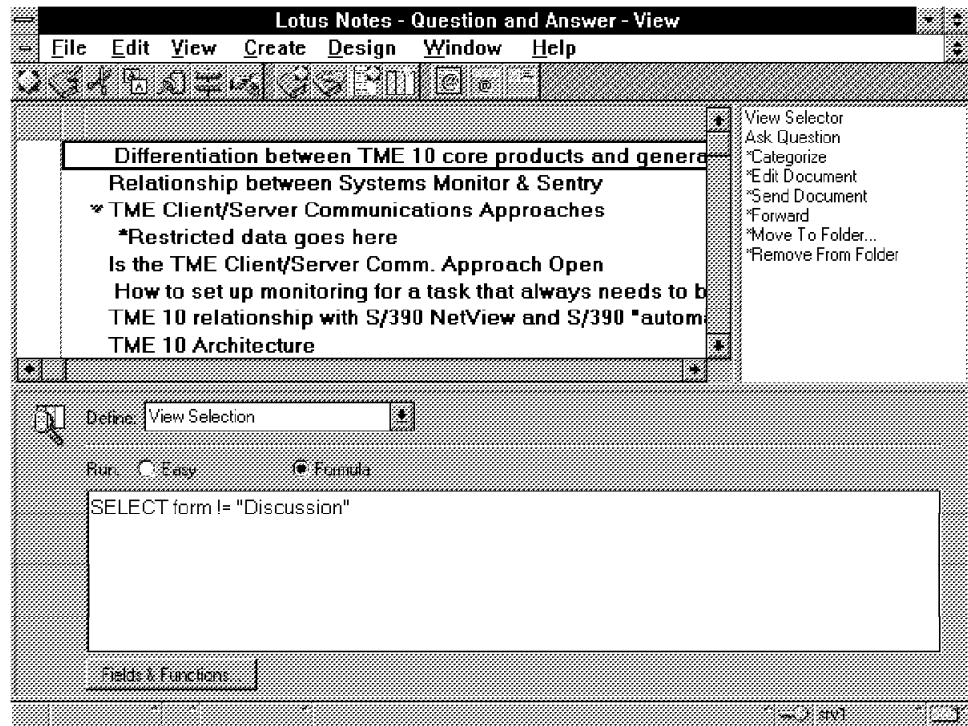 Lotus Notes - Question and Answer - View
File Edit View Create Design Window Help
Differentiation between TME 10 core products and genera
Relationship between Systems Monitor & Sentry
TME Client/Server Communications Approaches
*Restricted data goes here
Is the TME Client/Server Comm. Approach Open
How to set up monitoring for a task that always needs to b
TME 10 relationship with S/390 NetView and S/390 "autom
TME 10 Architecture
View Selector
Ask Question
*Categorize
*Edit Document
*Send Document
*Forward
*Move To Folder...
*Remove From Folder
Define: View Selection
Run: Easy Formula
SELECT form != "Discussion"
Fields & Functions...
srv1